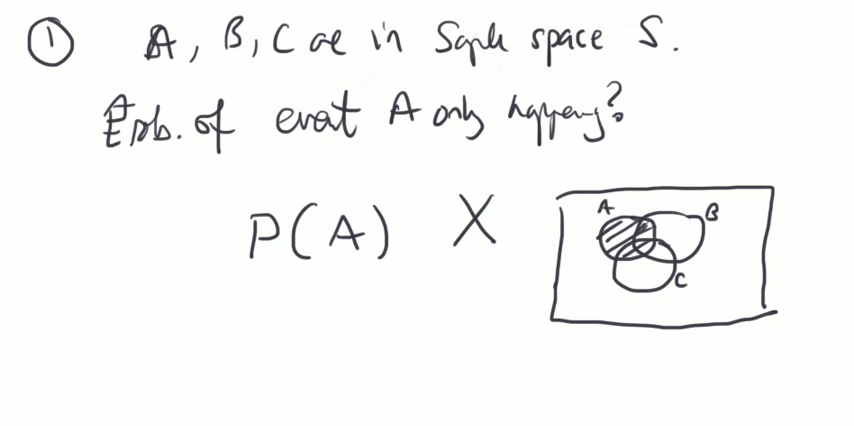 ① A, B, C are in Sample space S.
Prob. of event A only happening?
P(A) X
A B
C